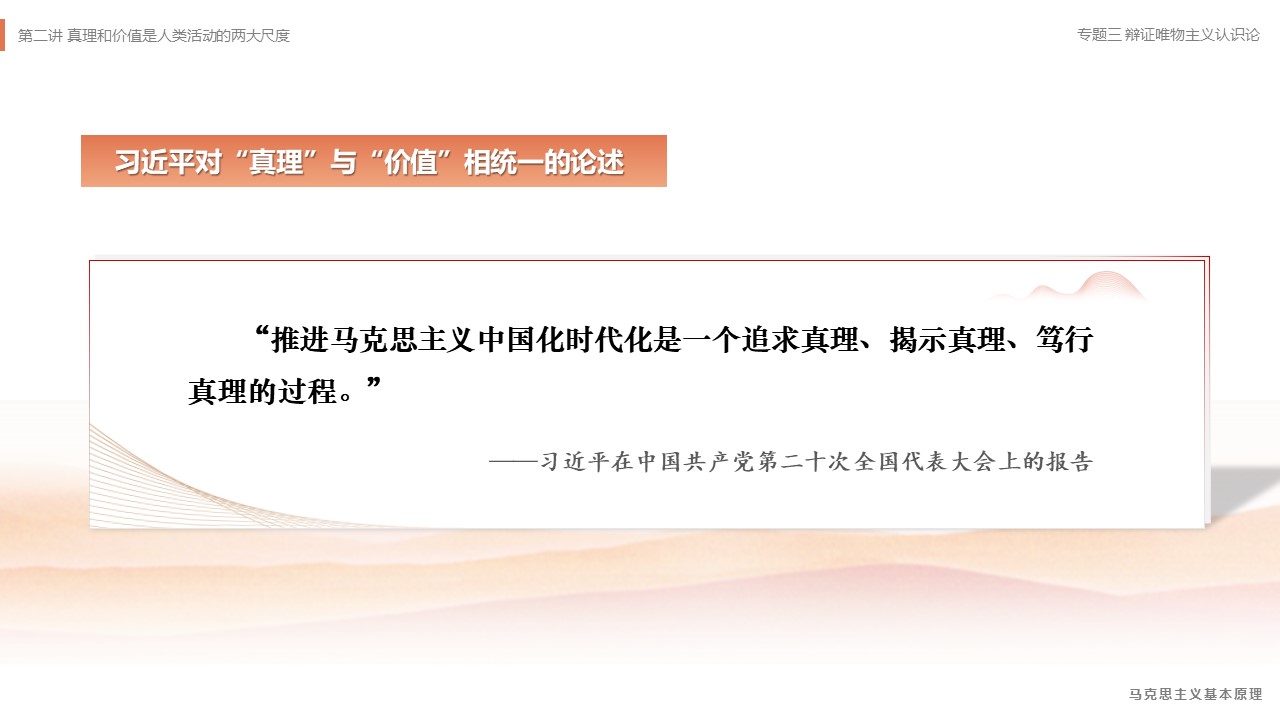 第二讲 真理和价值是人类活动的两大尺度
专题三 辩证唯物主义认识论
习近平对“真理”与“价值”相统一的论述
“推进马克思主义中国化时代化是一个追求真理、揭示真理、笃行
真理的过程。”
——习近平在中国共产党第二十次全国代表大会上的报告
马克思主义基本原理